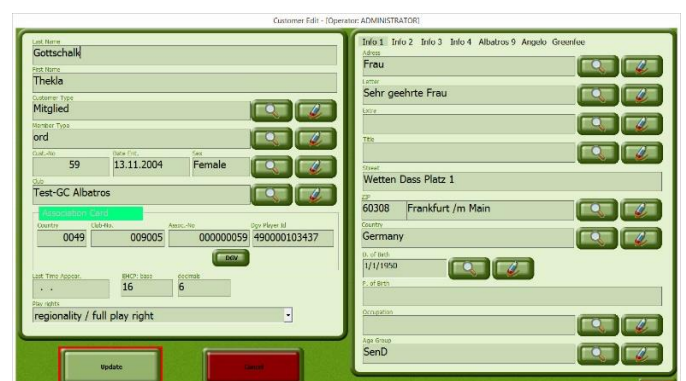 Customer Edit - [Operator: ADMINISTRATOR]
Last Name
Gottschalk
First Name
Thekla
Customer Type
Mitglied
Member Type
ord
Cust.-No
Date Ent.
Sex
59
13.11.2004
Female
Club
Test-GC Albatros
Association Card
Country
Club-No.
Assoc.-No
Dgv Player Id
0049
009005
000000059
490000103437
DGV
Last Time Appear.
EHCP: base
decimals
. .
16
6
Play rights
regionality / full play right
Update
Cancel
Info 1 Info 2 Info 3 Info 4 Albatros 9 Angelo Greenfee
Adress
Frau
Letter
Sehr geehrte Frau
Extra
Title
Street
Wetten Dass Platz 1
60308 Frankfurt /m Main
Country
Germany
D. of Birth
1/1/1950
P. of Birth
Occupation
Age Group
SenD